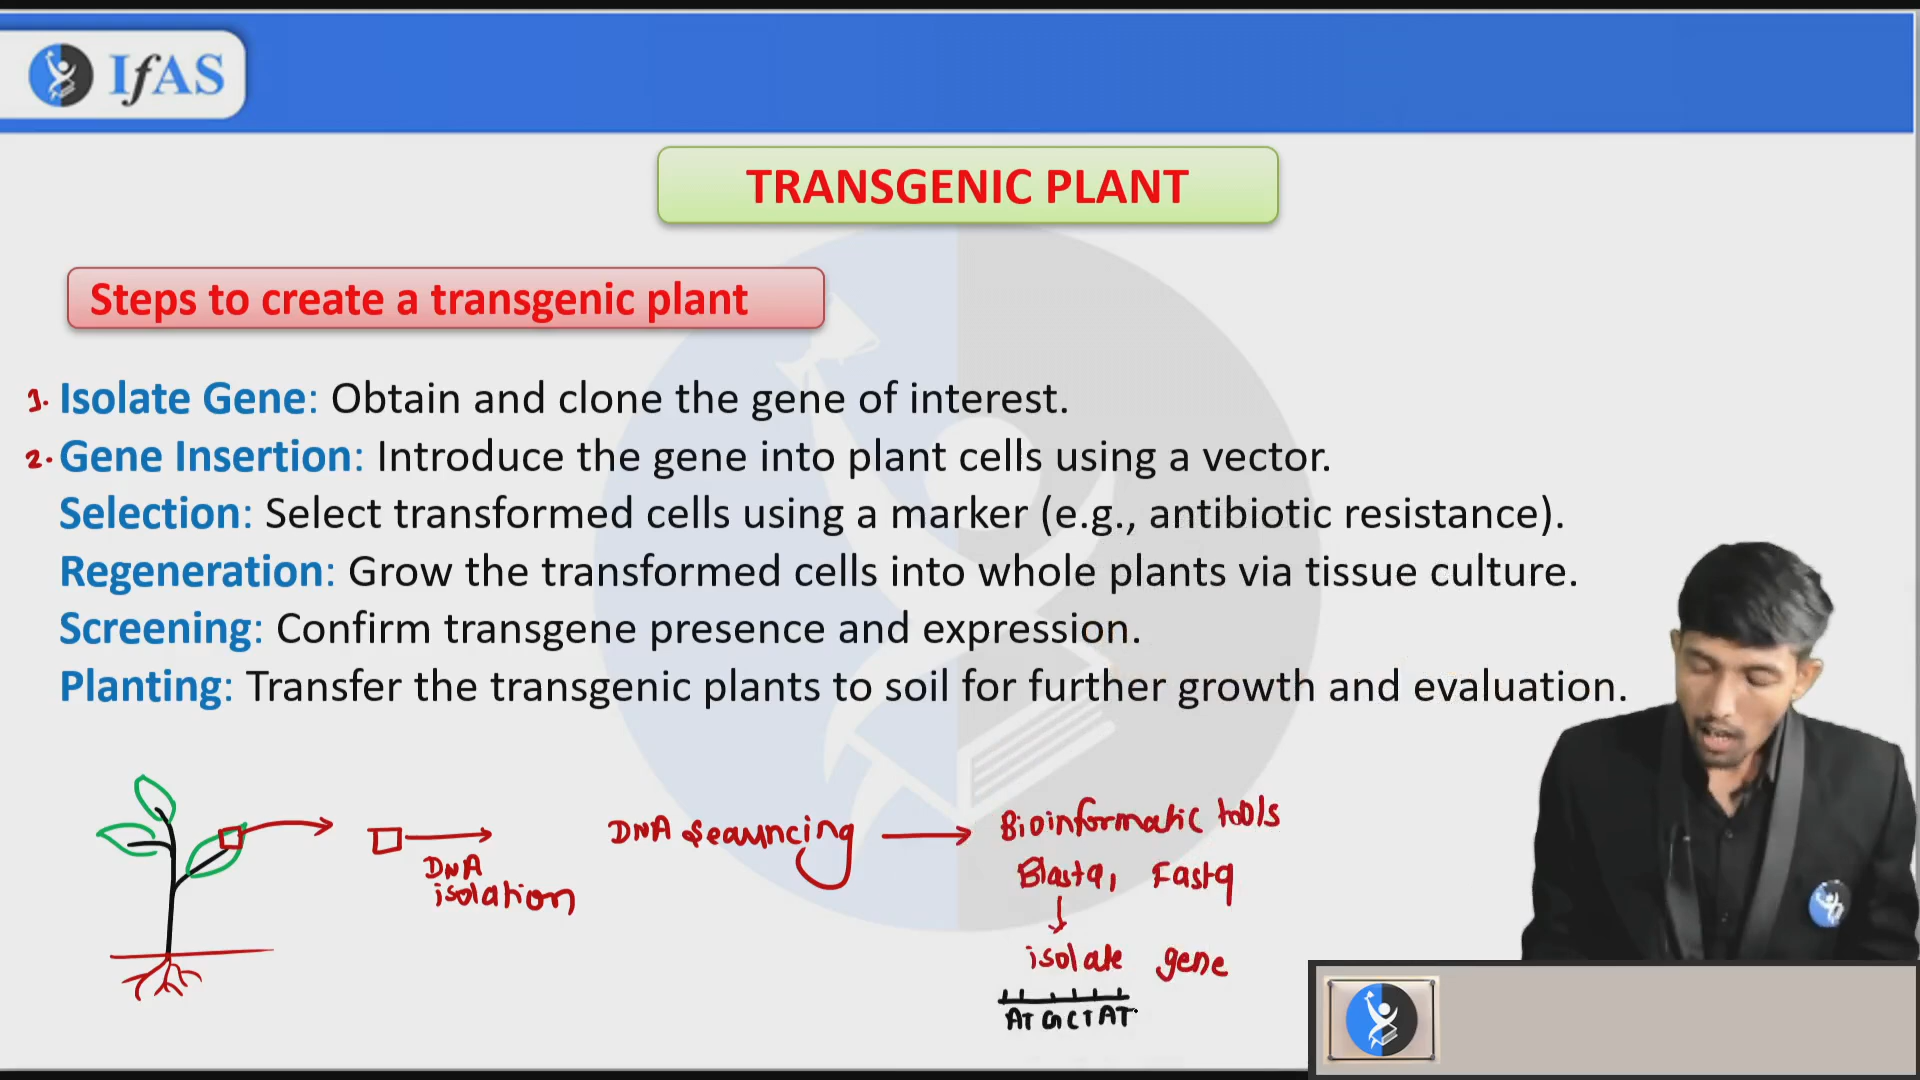 IfAS
TRANSGENIC PLANT
Steps to create a transgenic plant
1. Isolate Gene: Obtain and clone the gene of interest.
2. Gene Insertion: Introduce the gene into plant cells using a vector.
Selection: Select transformed cells using a marker (e.g., antibiotic resistance).
Regeneration: Grow the transformed cells into whole plants via tissue culture.
Screening: Confirm transgene presence and expression.
Planting: Transfer the transgenic plants to soil for further growth and evaluation.
DNA
isolation
DNA
Bioinformatic tools
Fastq
isolate gene
AT GCTAT